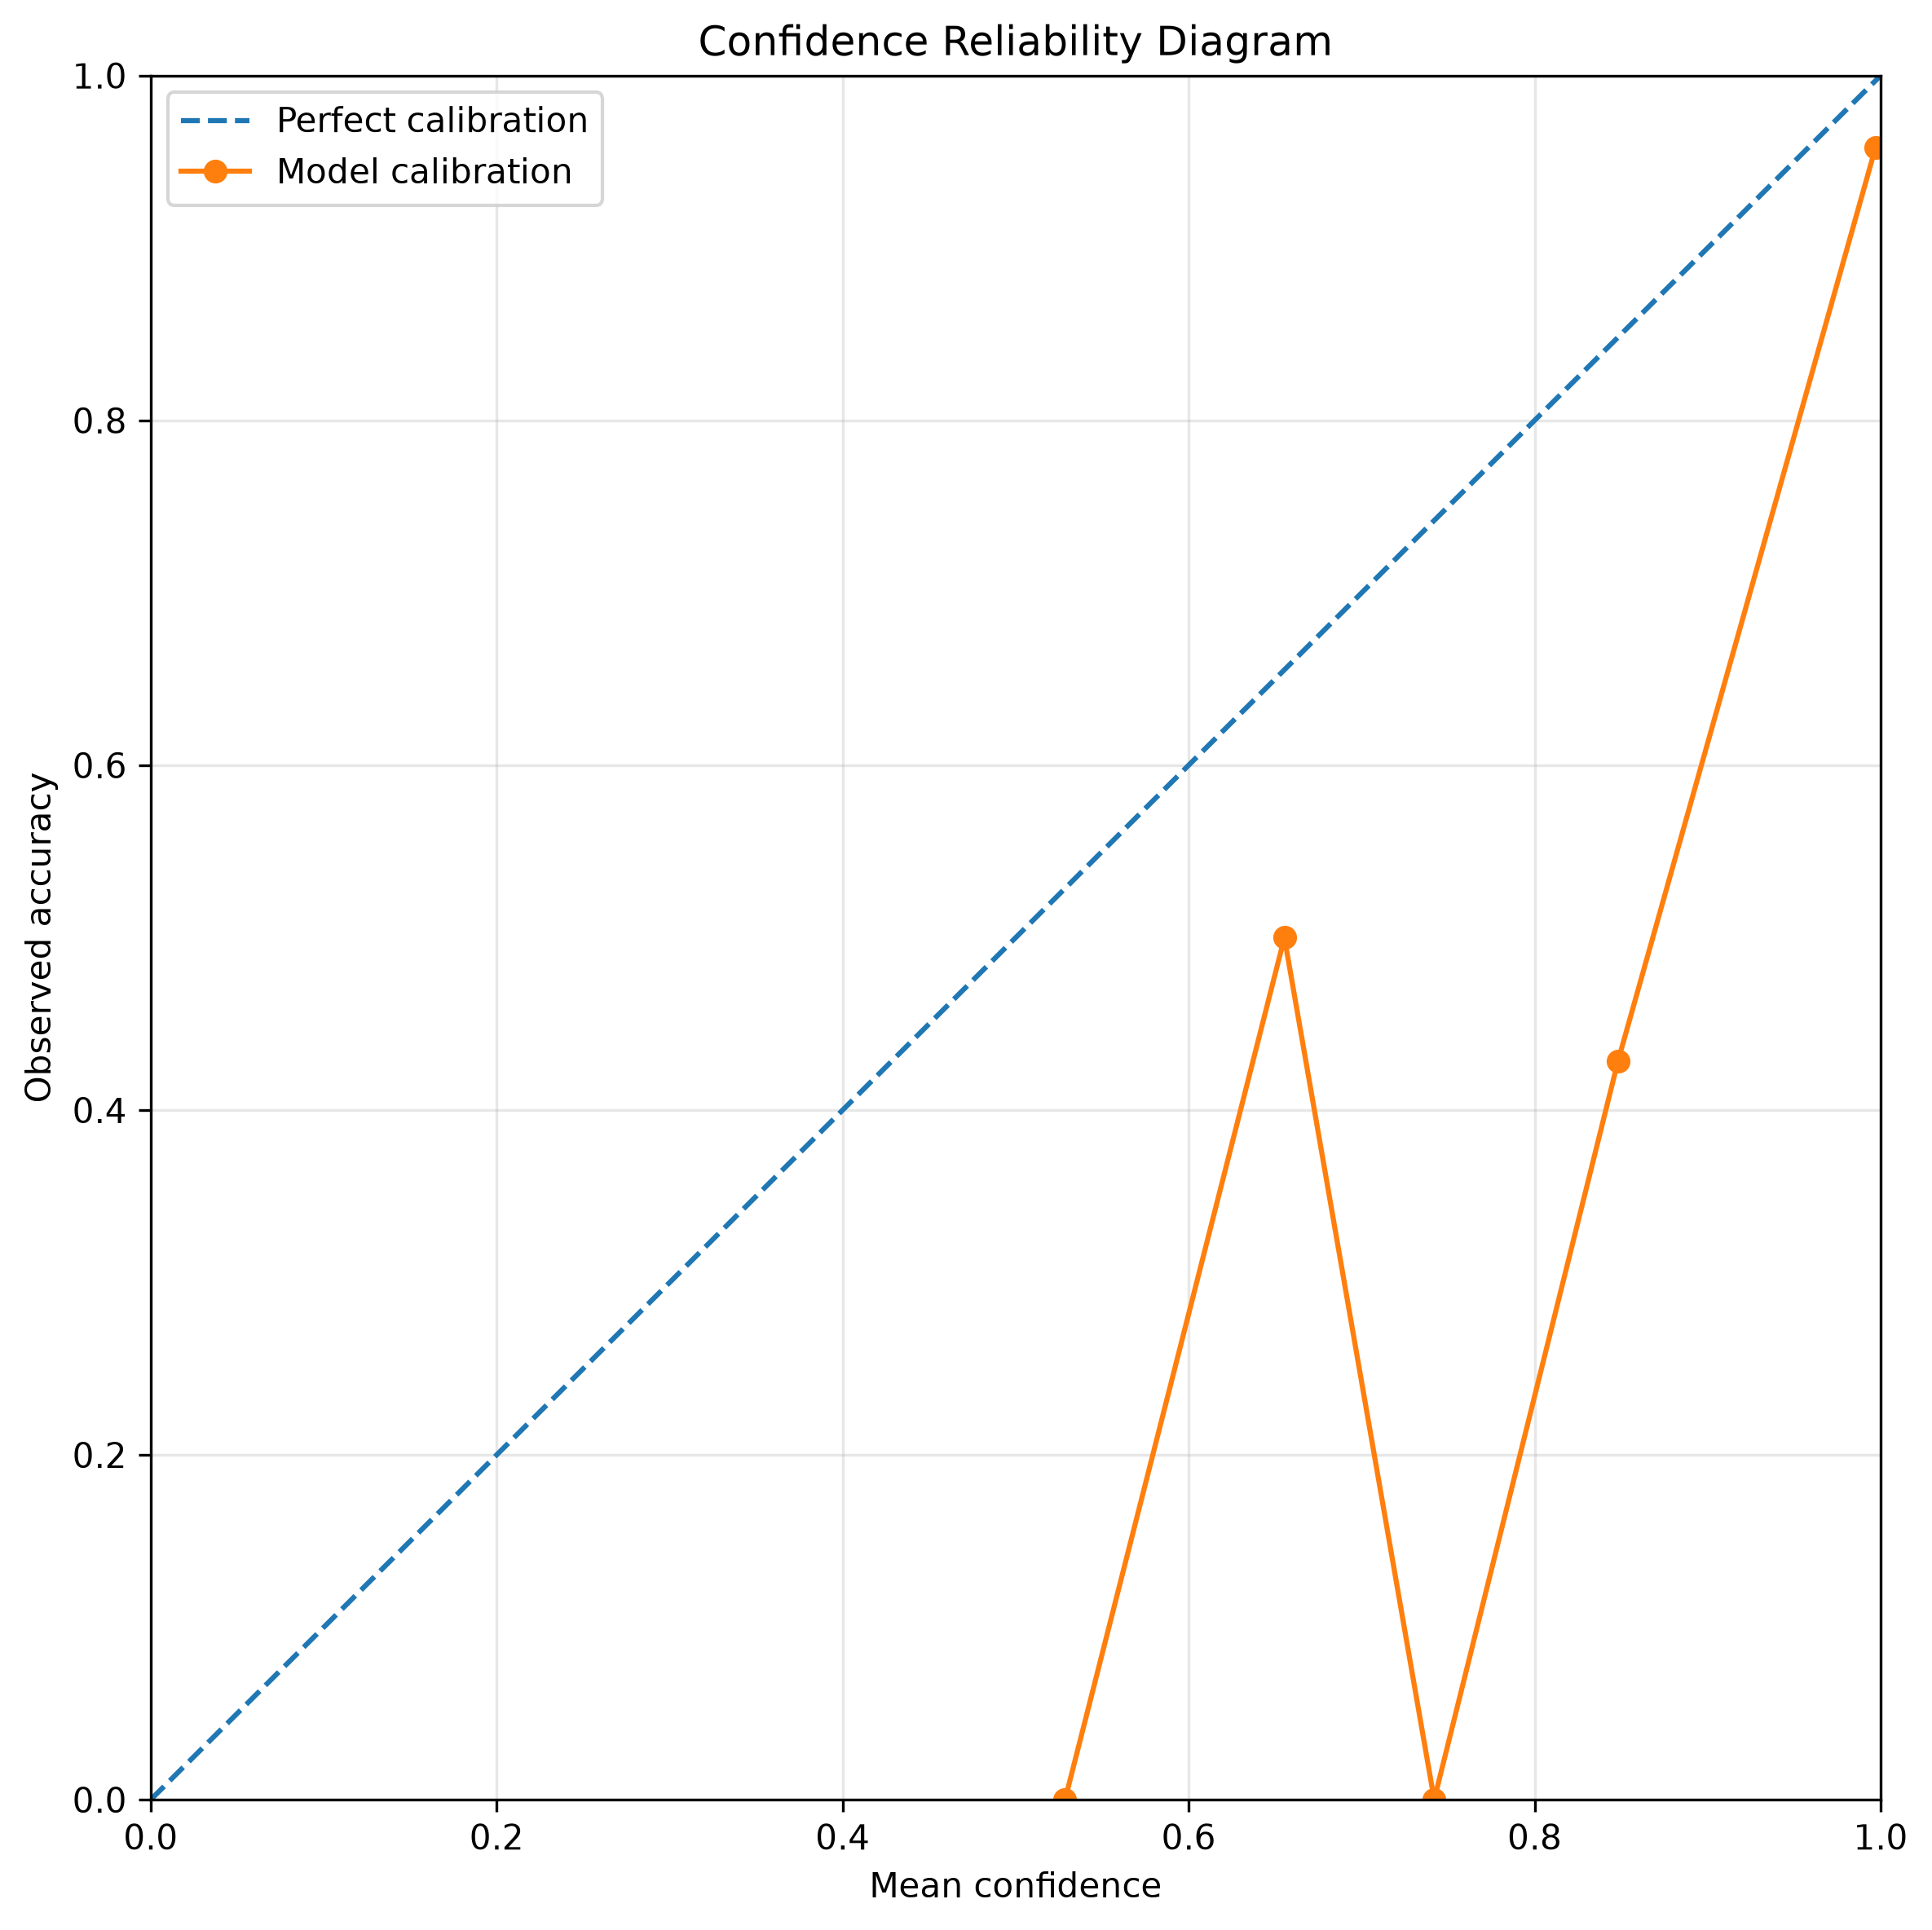 Confidence Reliability Diagram
Perfect calibration
Model calibration
1.0
0.8
0.6
0.4
0.2
0.0
Observed accuracy
0.0 0.2 0.4 0.6 0.8 1.0
Mean confidence